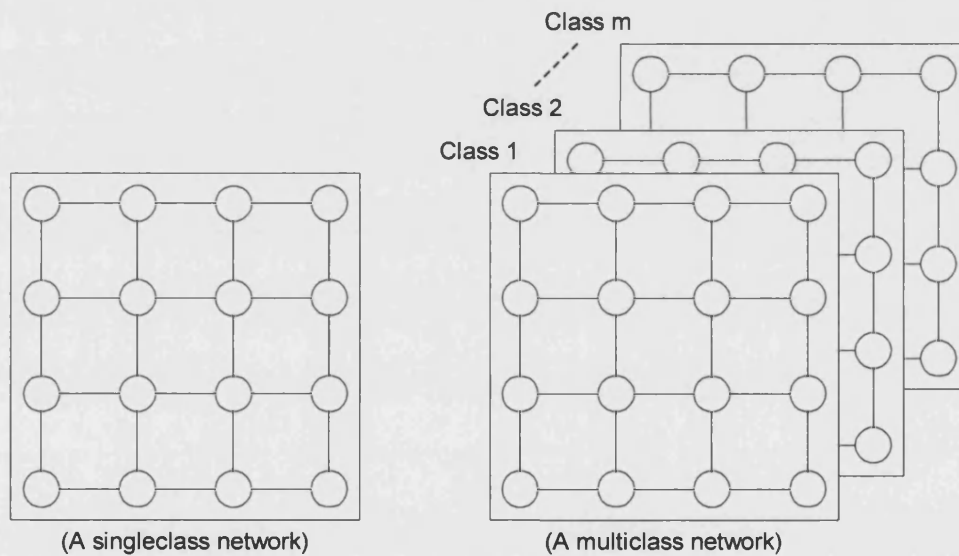 Class m
Class 2
Class 1
(A singleclass network)
(A multiclass network)